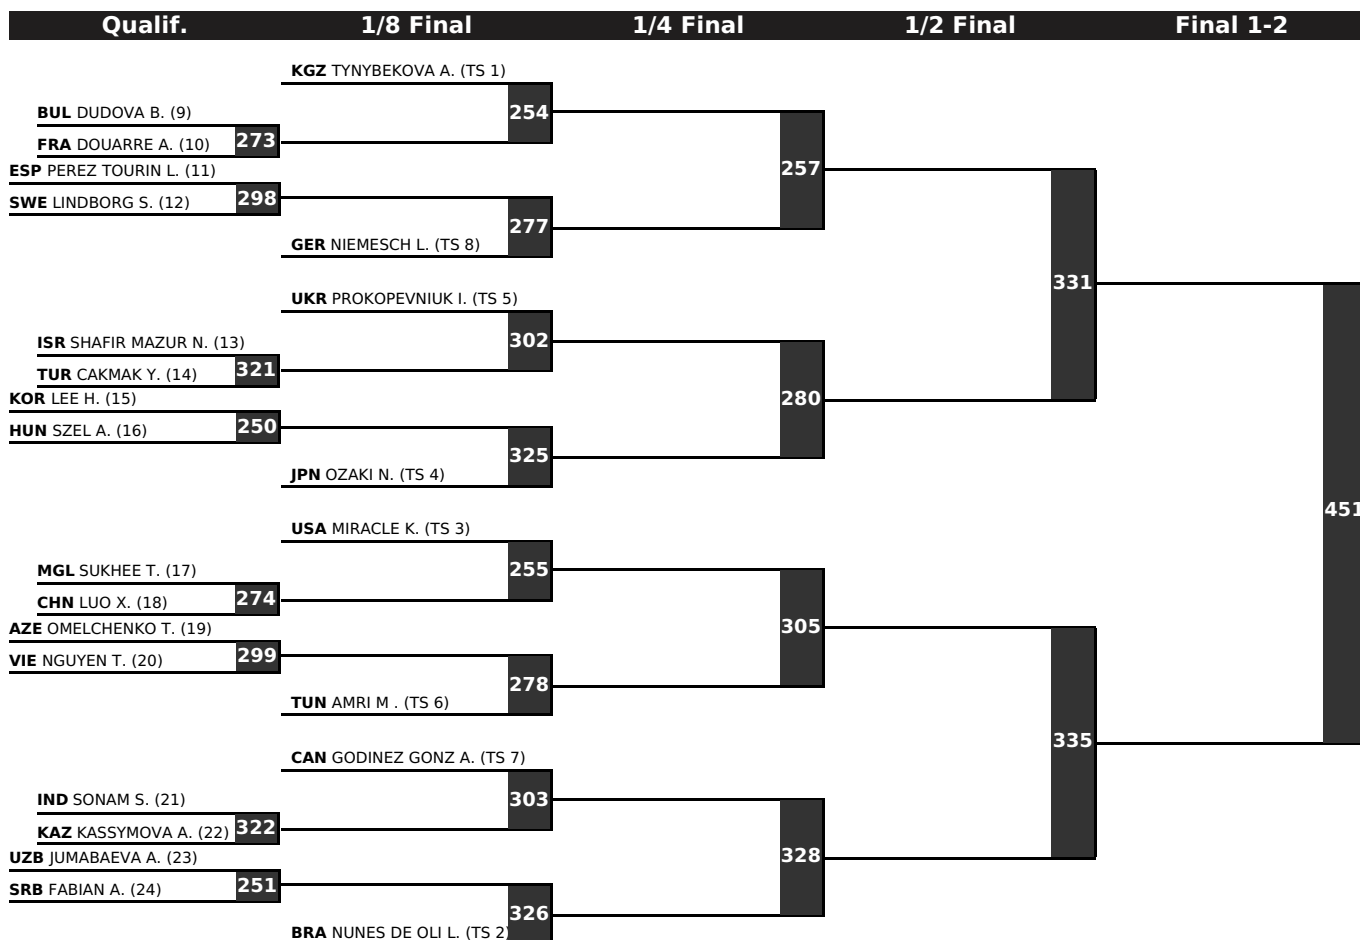 Qualif. 1/8 Final 1/4 Final 1/2 Final Final 1-2
KGZ TYNYBEKOVA A. (TS 1)
254
BUL DUDOVA B. (9)
FRA DOUARRE A. (10)
273
ESP PEREZ TOURIN L. (11)
257
SWE LINDBORG S. (12)
298
277
GER NIEMESCH L. (TS 8)
331
UKR PROKOPEVNIUK I. (TS 5)
302
ISR SHAFIR MAZUR N. (13)
TUR CAKMAK Y. (14)
321
KOR LEE H. (15)
280
HUN SZEL A. (16)
250
325
JPN OZAKI N. (TS 4)
451
USA MIRACLE K. (TS 3)
255
MGL SUKHEE T. (17)
CHN LUO X. (18)
274
AZE OMELCHENKO T. (19)
305
VIE NGUYEN T. (20)
299
278
TUN AMRI M . (TS 6)
335
CAN GODINEZ GONZ A. (TS 7)
303
IND SONAM S. (21)
KAZ KASSYMOVA A. (22)
322
UZB JUMABAEVA A. (23)
328
SRB FABIAN A. (24)
251
326
BRA NUNES DE OLI L. (TS 2)